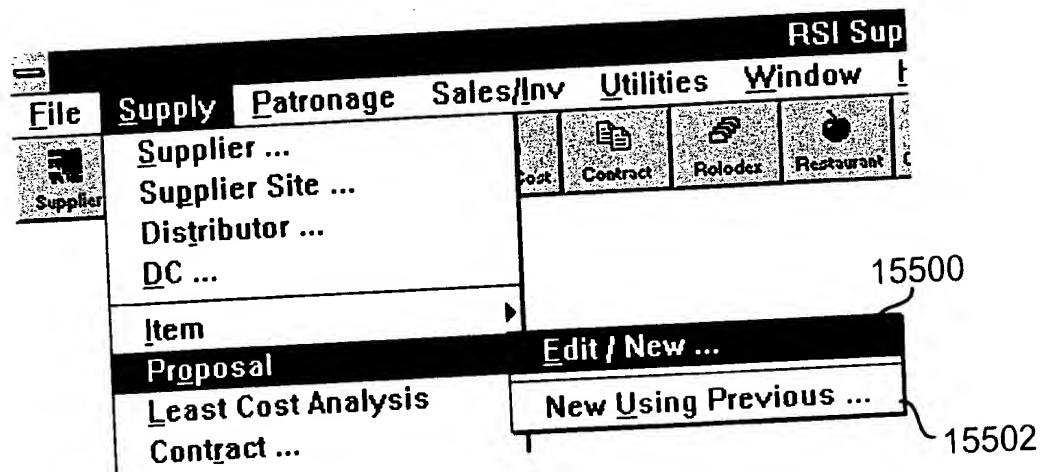 RSI Sup
File Supply Patronage Sales/Inv Utilities Window
Supplier Cost Contract Rolodex Restaurant
Supplier ...
Supplier Site ...
Distributor ...
DC ...
15500
Item
Edit / New ...
Proposal
Least Cost Analysis
New Using Previous ...
Contract ...
15502